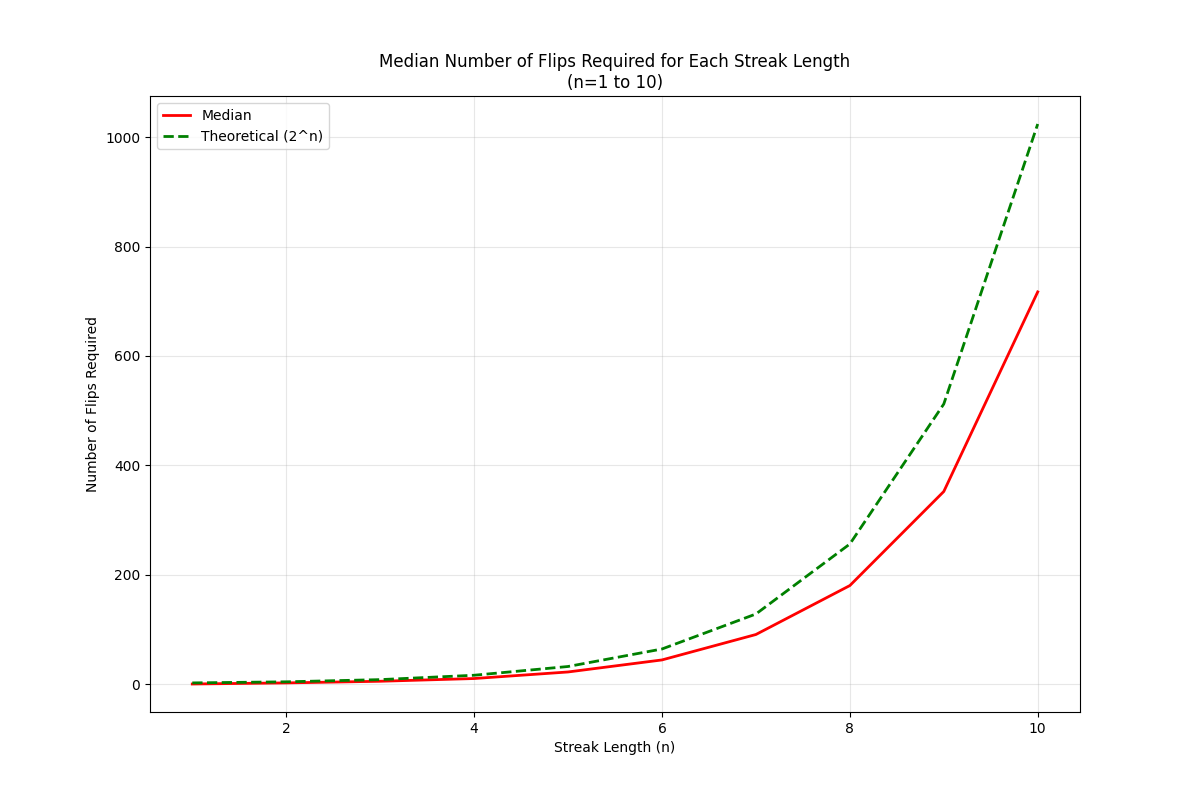 Median Number of Flips Required for Each Streak Length
(n=1 to 10)
Median
Theoretical (2^n)
1000
800
600
400
200
0
Number of Flips Required
2
4
6
8
10
Streak Length (n)